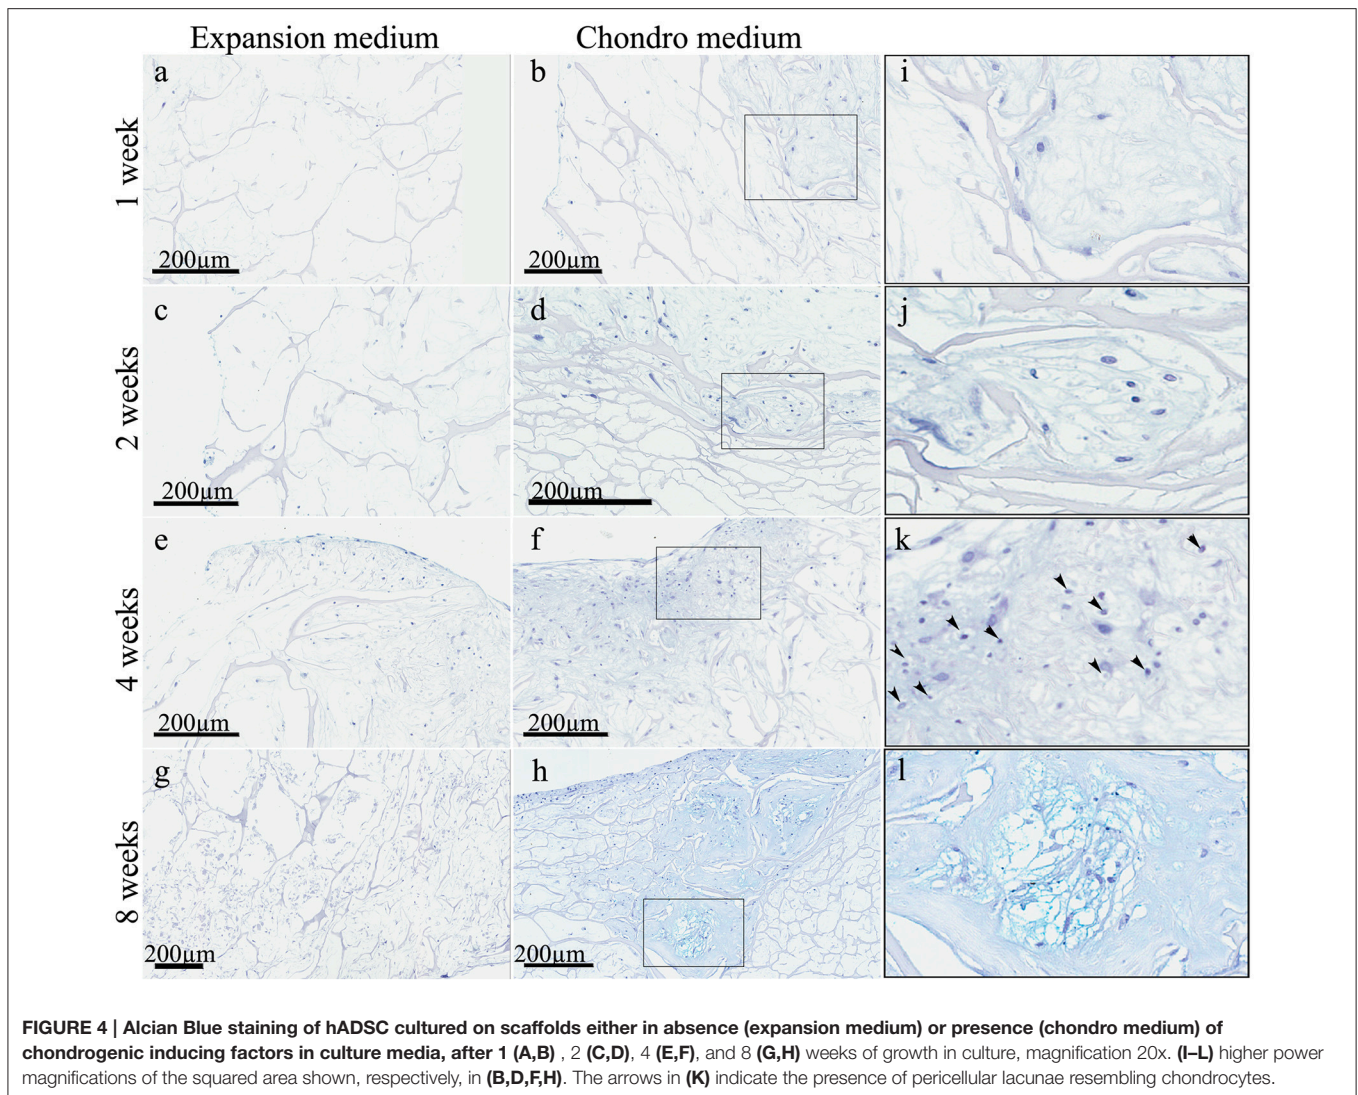 Expansion medium
Chondro medium
1 week
a
200µm
b
200µm
i
2 weeks
c
200µm
d
200µm
j
4 weeks
e
200µm
f
200µm
k
8 weeks
g
200µm
h
200µm
l
FIGURE 4 | Alcian Blue staining of hADSC cultured on scaffolds either in absence (expansion medium) or presence (chondro medium) of
chondrogenic inducing factors in culture media, after 1 (A,B) , 2 (C,D), 4 (E,F), and 8 (G,H) weeks of growth in culture, magnification 20x. (I–L) higher power
magnifications of the squared area shown, respectively, in (B,D,F,H). The arrows in (K) indicate the presence of pericellular lacunae resembling chondrocytes.